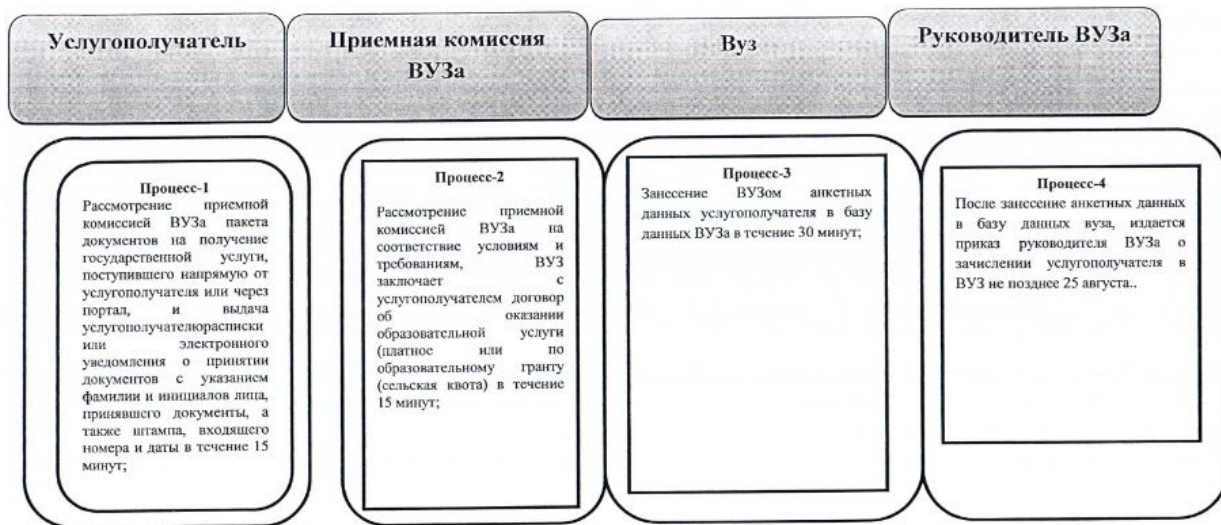 Услугополучатель
Приемная комиссия
ВУЗа
Вуз
Руководитель ВУЗа
Процесс-1
Рассмотрение приемной
комиссией ВУЗа пакета
документов на получение
государственной услуги,
поступившего напрямую от
услугополучателя или через
портал, и выдача
услугополучателюрасписки
или электронного
уведомления о принятии
документов с указанием
фамилии и инициалов лица,
принявшего документы, а
также штампа, входящего
номера и даты в течение 15
минут;
Процесс-2
Рассмотрение приемной
комиссией ВУЗа на
соответствие условиям и
требованиям, ВУЗ
заключает с
услугополучателем договор
об оказании
образовательной услуги
(платное или по
образовательному гранту
(сельская квота) в течение
15 минут;
Процесс-3
Занесение ВУЗом анкетных
данных услугополучателя в базу
данных ВУЗа в течение 30 минут;
Процесс-4
После занссение анкетных данных
в базу данных вуза, издается
приказ руководителя ВУЗа о
зачислении услугополучателя в
ВУЗ не позднее 25 августа..